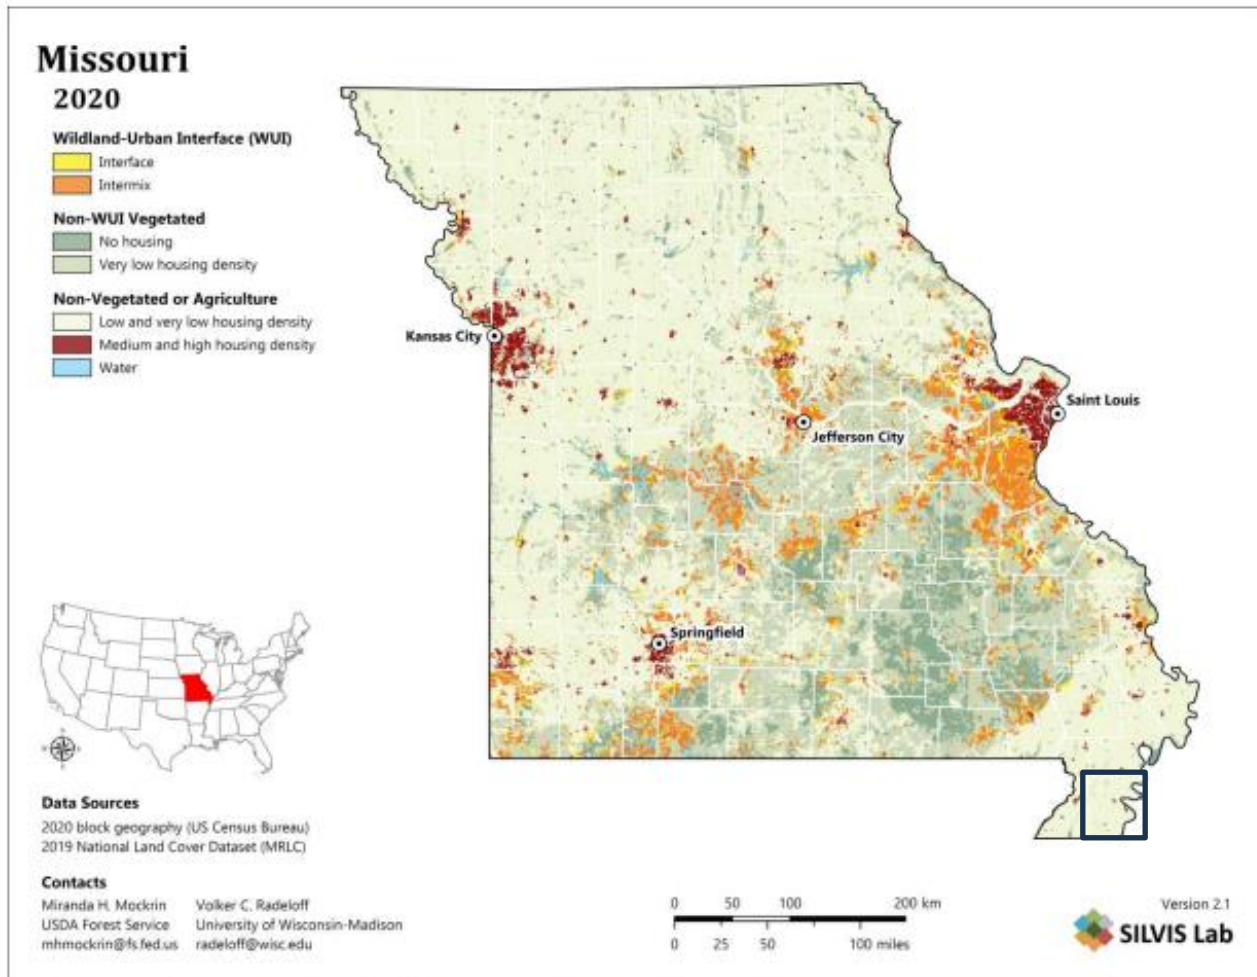 Missouri
2020
Wildland-Urban Interface (WUI)
Interface
Intermix
Non-WUI Vegetated
No housing
Very low housing density
Non-Vegetated or Agriculture
Low and very low housing density
Medium and high housing density
Water
Kansas City
Saint Louis
Jefferson City
Springfield
Data Sources
2020 block geography (US Census Bureau)
2019 National Land Cover Dataset (MRLC)
Contacts
Miranda H. Mockrin Volker C. Radeloff
USDA Forest Service University of Wisconsin-Madison
mhmockrin@fs.fed.us radeloff@wisc.edu
0 50 100 200 km
0 25 50 100 miles
Version 2.1
SILVIS Lab